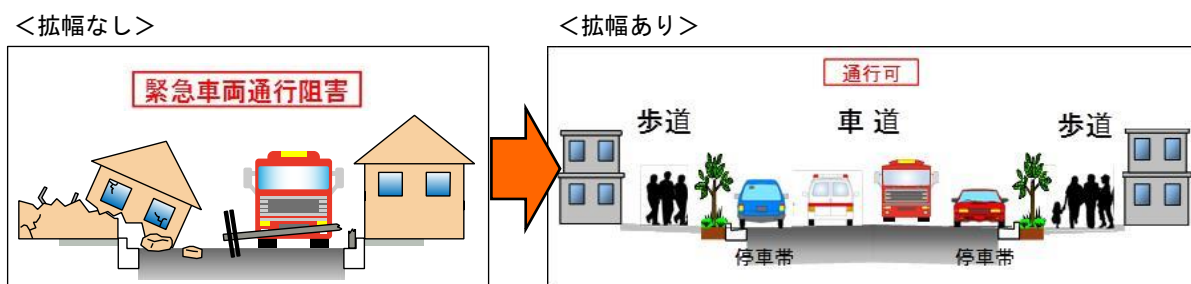 ＜拡幅なし＞
緊急車両通行阻害
＜拡幅あり＞
通行可
歩道
車道
歩道
停車帯
停車帯